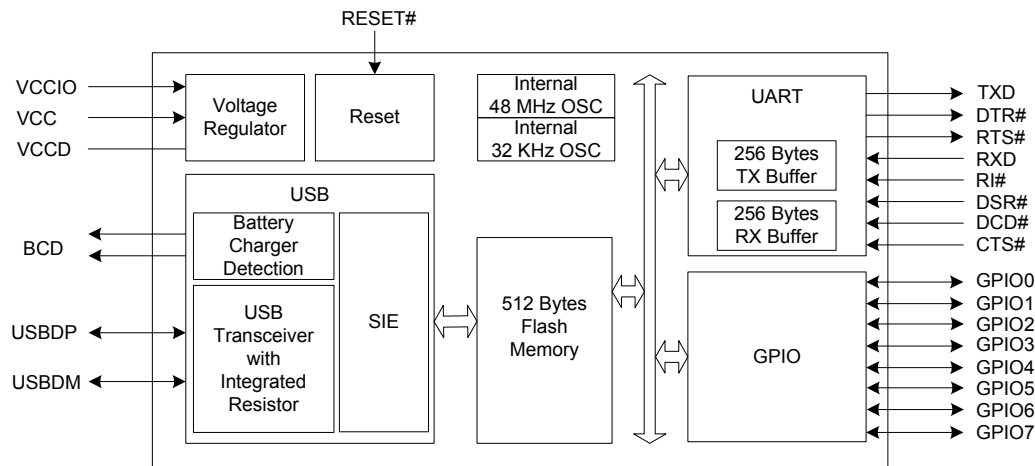 RESET#
VCCIO
VCC
VCCD
Voltage
Regulator
Reset
Internal
48 MHz OSC
Internal
32 KHz OSC
UART
256 Bytes
TX Buffer
256 Bytes
RX Buffer
TXD
DTR#
RTS#
RXD
RI#
DSR#
DCD#
CTS#
USB
Battery
Charger
Detection
BCD
USB
Transceiver
with
Integrated
Resistor
SIE
USBDP
USBDM
512 Bytes
Flash
Memory
GPIO
GPIO0
GPIO1
GPIO2
GPIO3
GPIO4
GPIO5
GPIO6
GPIO7